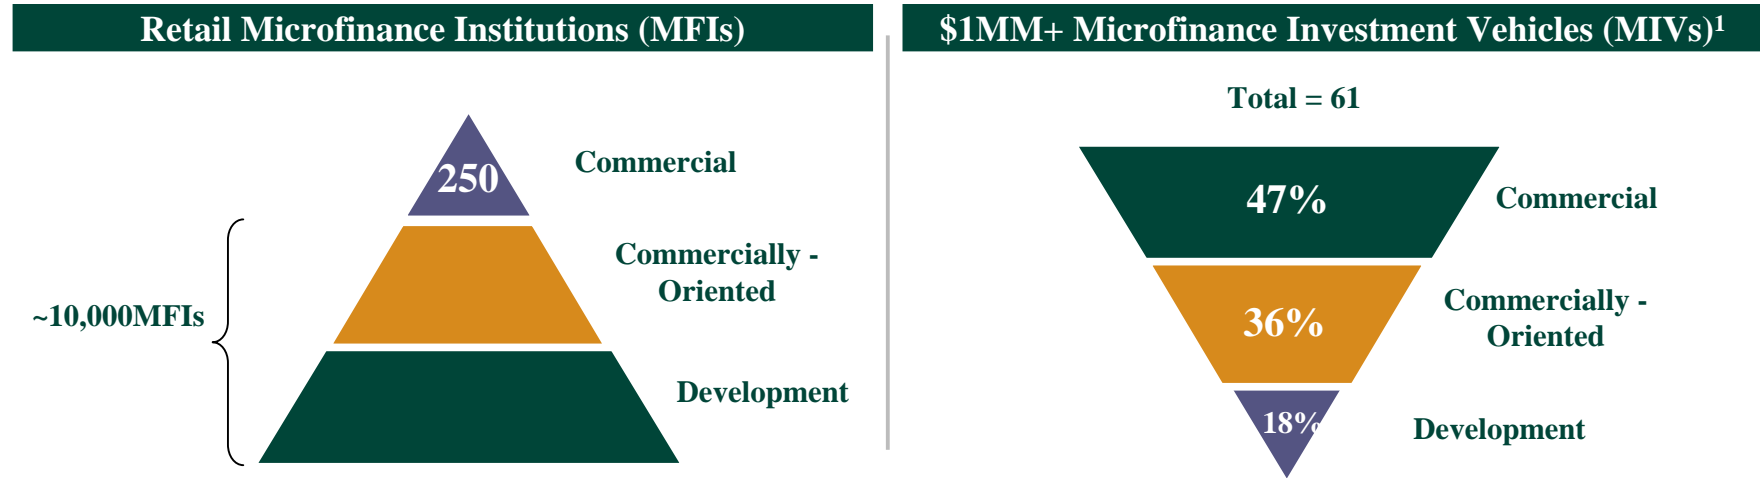 Retail Microfinance Institutions (MFIs)
250
Commercial
Commercially -
Oriented
~10,000MFIs
Development
$1MM+ Microfinance Investment Vehicles (MIVs)¹
Total = 61
47%
Commercial
36%
Commercially -
Oriented
18%
Development